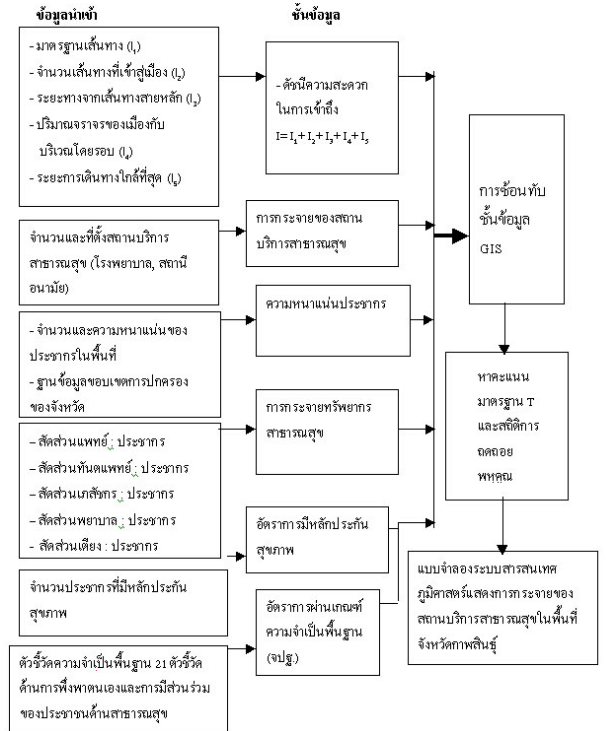 ข้อมูลนำเข้า
ชั้นข้อมูล
- มาตรฐานเส้นทาง (I₁)
- จำนวนเส้นทางที่เข้าสู่เมือง (I₂)
- ระยะทางจากเส้นทางสายหลัก (I₃)
- ปริมาณจราจรของเมืองกับ
บริเวณโดยรอบ (I₄)
- ระยะการเดินทางใกล้ที่สุด (I₅)
- ดัชนีความสะดวก
ในการเข้าถึง
I=I₁+I₂+I₃+I₄+I₅
จำนวนและที่ตั้งสถานบริการ
สาธารณสุข (โรงพยาบาล, สถานี
อนามัย)
การกระจายของสถาน
บริการสาธารณสุข
- จำนวนและความหนาแน่นของ
ประชากรในพื้นที่
- ฐานข้อมูลขอบเขตการปกครอง
ของจังหวัด
ความหนาแน่นประชากร
– สัดส่วนแพทย์ : ประชากร
– สัดส่วนทันตแพทย์ : ประชากร
– สัดส่วนเภสัชกร : ประชากร
– สัดส่วนพยาบาล : ประชากร
- สัดส่วนเตียง : ประชากร
การกระจายทรัพยากร
สาธารณสุข
จำนวนประชากรที่มีหลักประกัน
สุขภาพ
อัตราการมีหลักประกัน
สุขภาพ
ตัวชี้วัดความจำเป็นพื้นฐาน 21 ตัวชี้วัด
ด้านการพึ่งพาตนเองและการมีส่วนร่วม
ของประชาชนด้านสาธารณสุข
อัตราการผ่านเกณฑ์
ความจำเป็นพื้นฐาน
(จปฐ.)
การซ้อนทับ
ชั้นข้อมูล
GIS
หาคะแนน
มาตรฐาน T
และสถิติการ
ถดถอย
พหุคูณ
แบบจำลองระบบสารสนเทศ
ภูมิศาสตร์แสดงการกระจายของ
สถานบริการสาธารณสุขในพื้นที่
จังหวัดกาฬสินธุ์